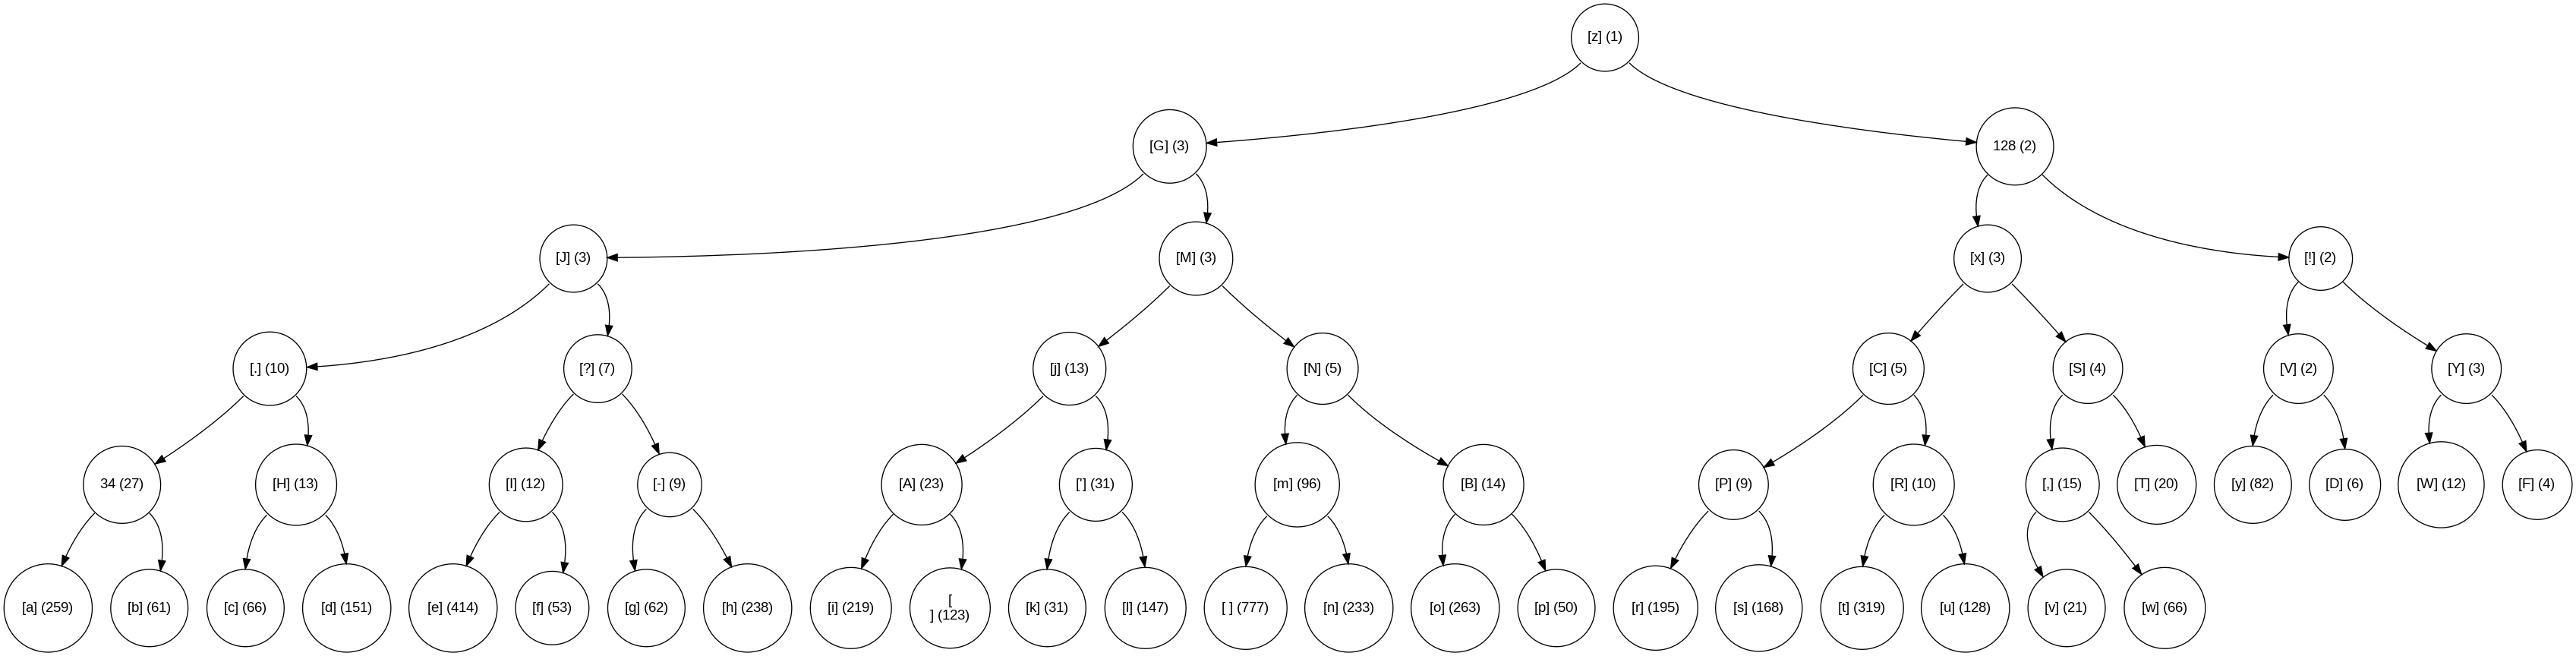 [z] (1)
[G] (3)
128 (2)
[J] (3)
[M] (3)
[x] (3)
[!] (2)
[.] (10)
[?] (7)
[j] (13)
[N] (5)
[C] (5)
[S] (4)
[V] (2)
[Y] (3)
34 (27)
[H] (13)
[I] (12)
[-] (9)
[A] (23)
['] (31)
[m] (96)
[B] (14)
[P] (9)
[R] (10)
[,] (15)
[T] (20)
[y] (82)
[D] (6)
[W] (12)
[F] (4)
[a] (259)
[b] (61)
[c] (66)
[d] (151)
[e] (414)
[f] (53)
[g] (62)
[h] (238)
[i] (219)
[
] (123)
[k] (31)
[l] (147)
[ ] (777)
[n] (233)
[o] (263)
[p] (50)
[r] (195)
[s] (168)
[t] (319)
[u] (128)
[v] (21)
[w] (66)